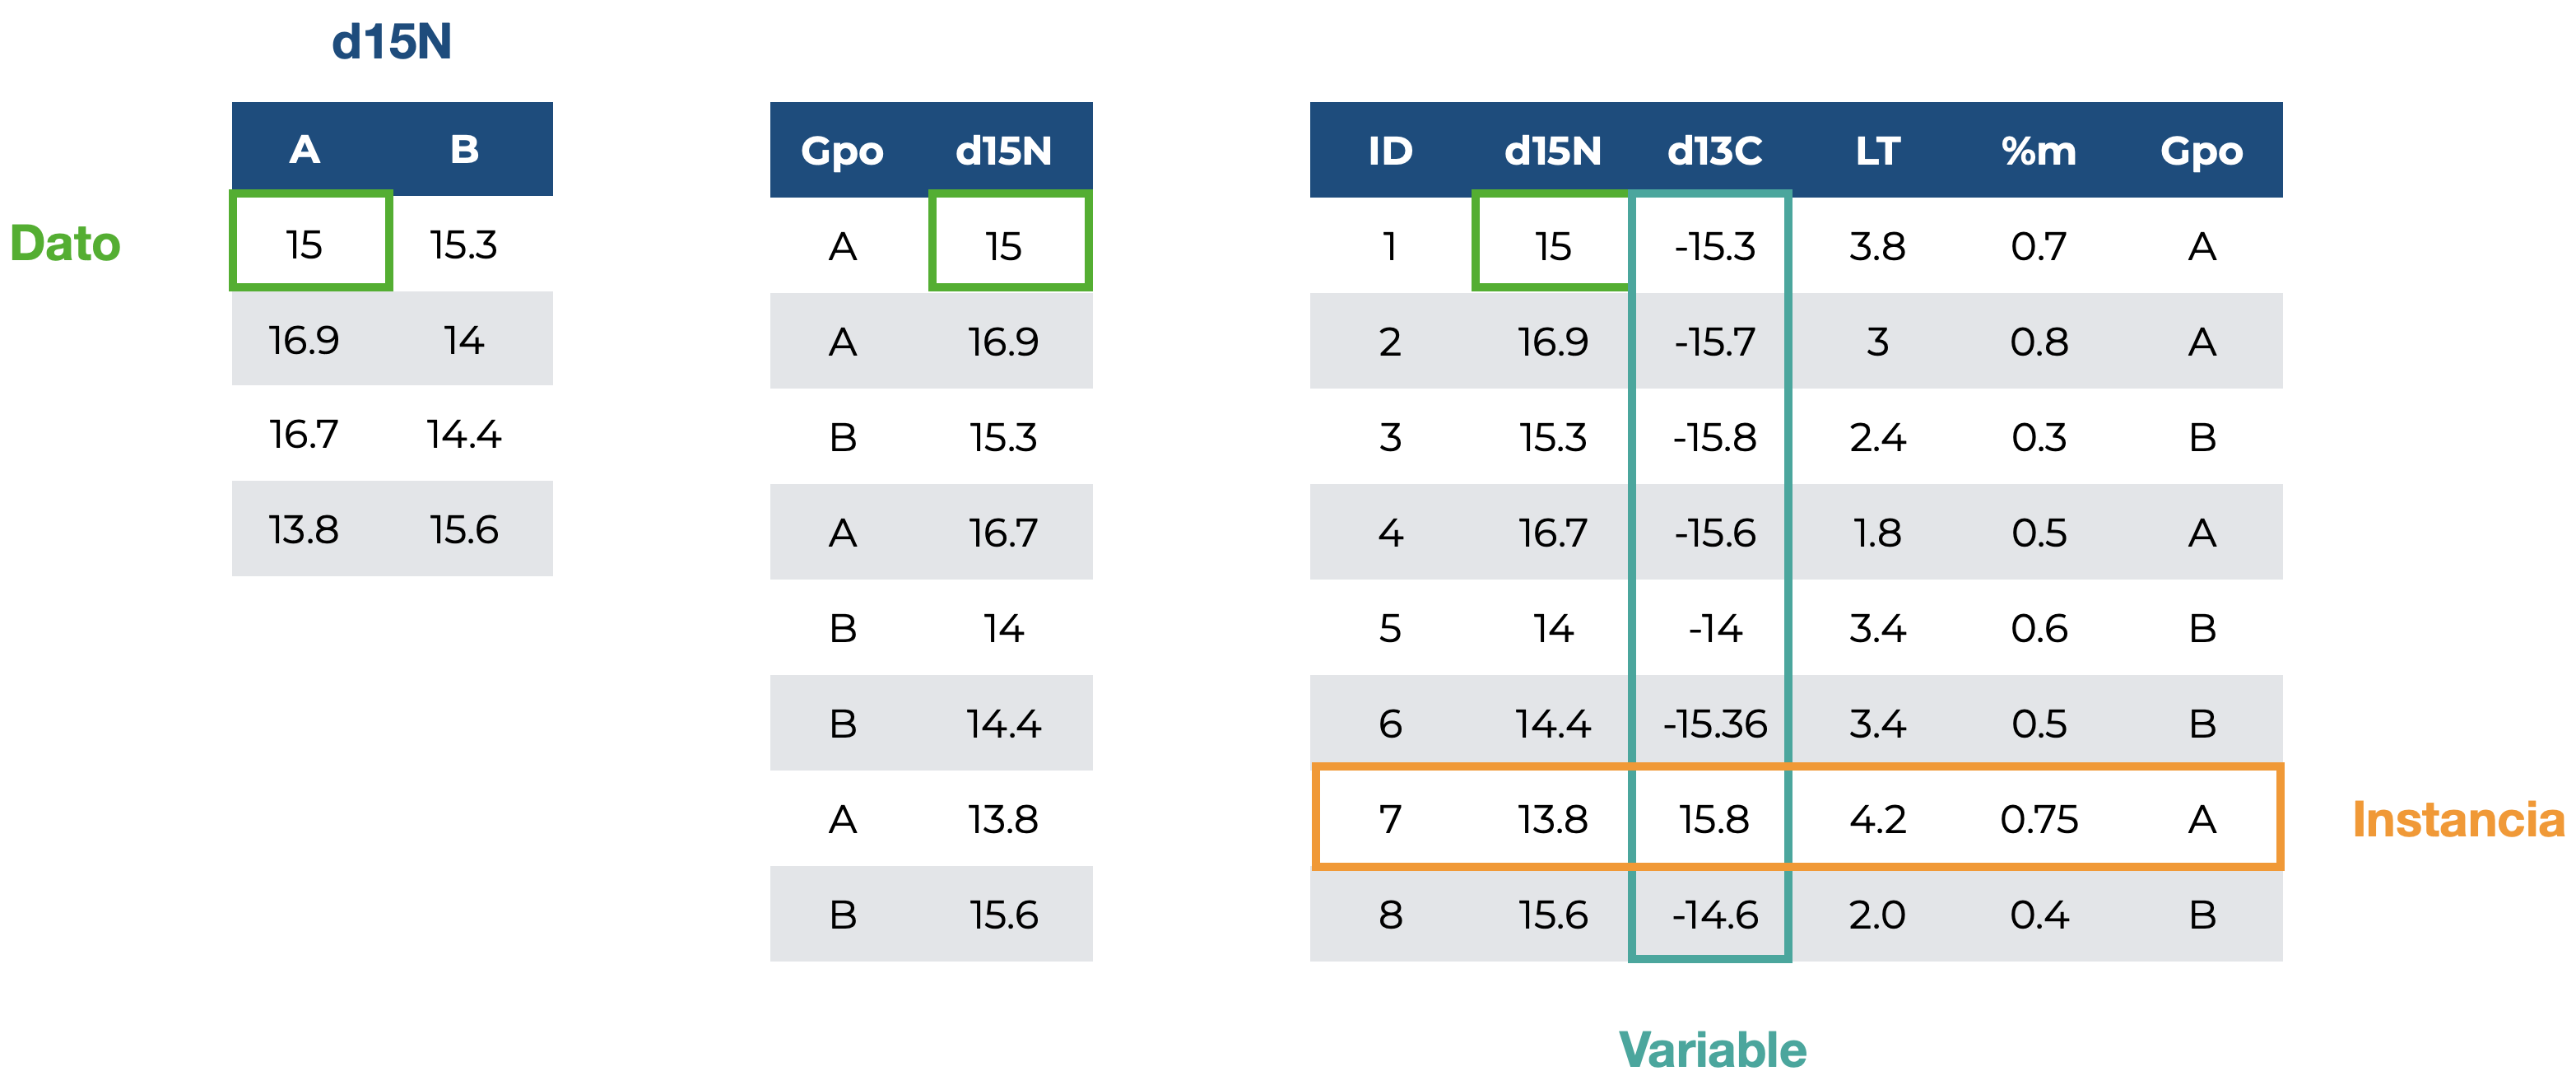 d15N
A B
Dato
15 15.3
16.9 14
16.7 14.4
13.8 15.6
Gpo d15N
A 15
A 16.9
B 15.3
A 16.7
B 14
B 14.4
A 13.8
B 15.6
ID d15N d13C LT %m Gpo
1 15 -15.3 3.8 0.7 A
2 16.9 -15.7 3 0.8 A
3 15.3 -15.8 2.4 0.3 B
4 16.7 -15.6 1.8 0.5 A
5 14 -14 3.4 0.6 B
6 14.4 -15.36 3.4 0.5 B
7 13.8 15.8 4.2 0.75 A
8 15.6 -14.6 2.0 0.4 B
Instancia
Variable